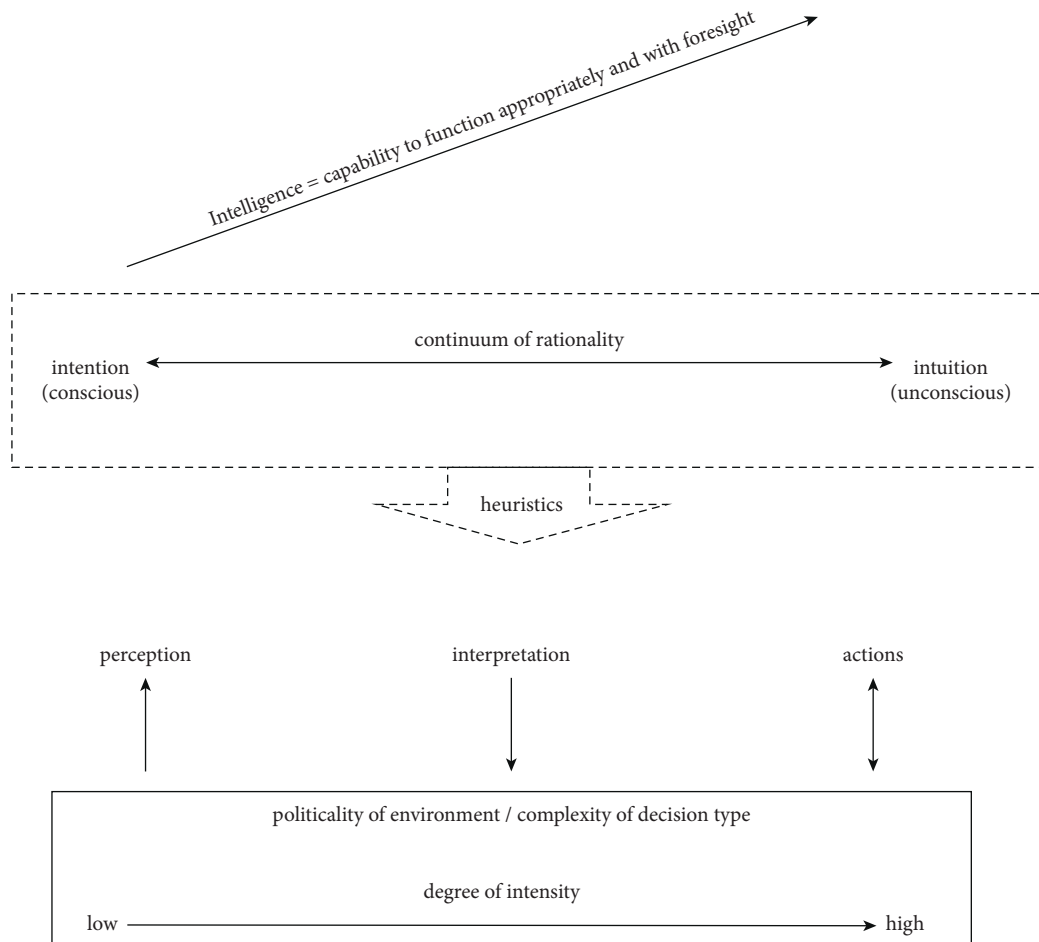 Intelligence = capability to function appropriately and with foresight
continuum of rationality
intention
(conscious)
intuition
(unconscious)
heuristics
perception
interpretation
actions
politicality of environment / complexity of decision type
degree of intensity
low
high